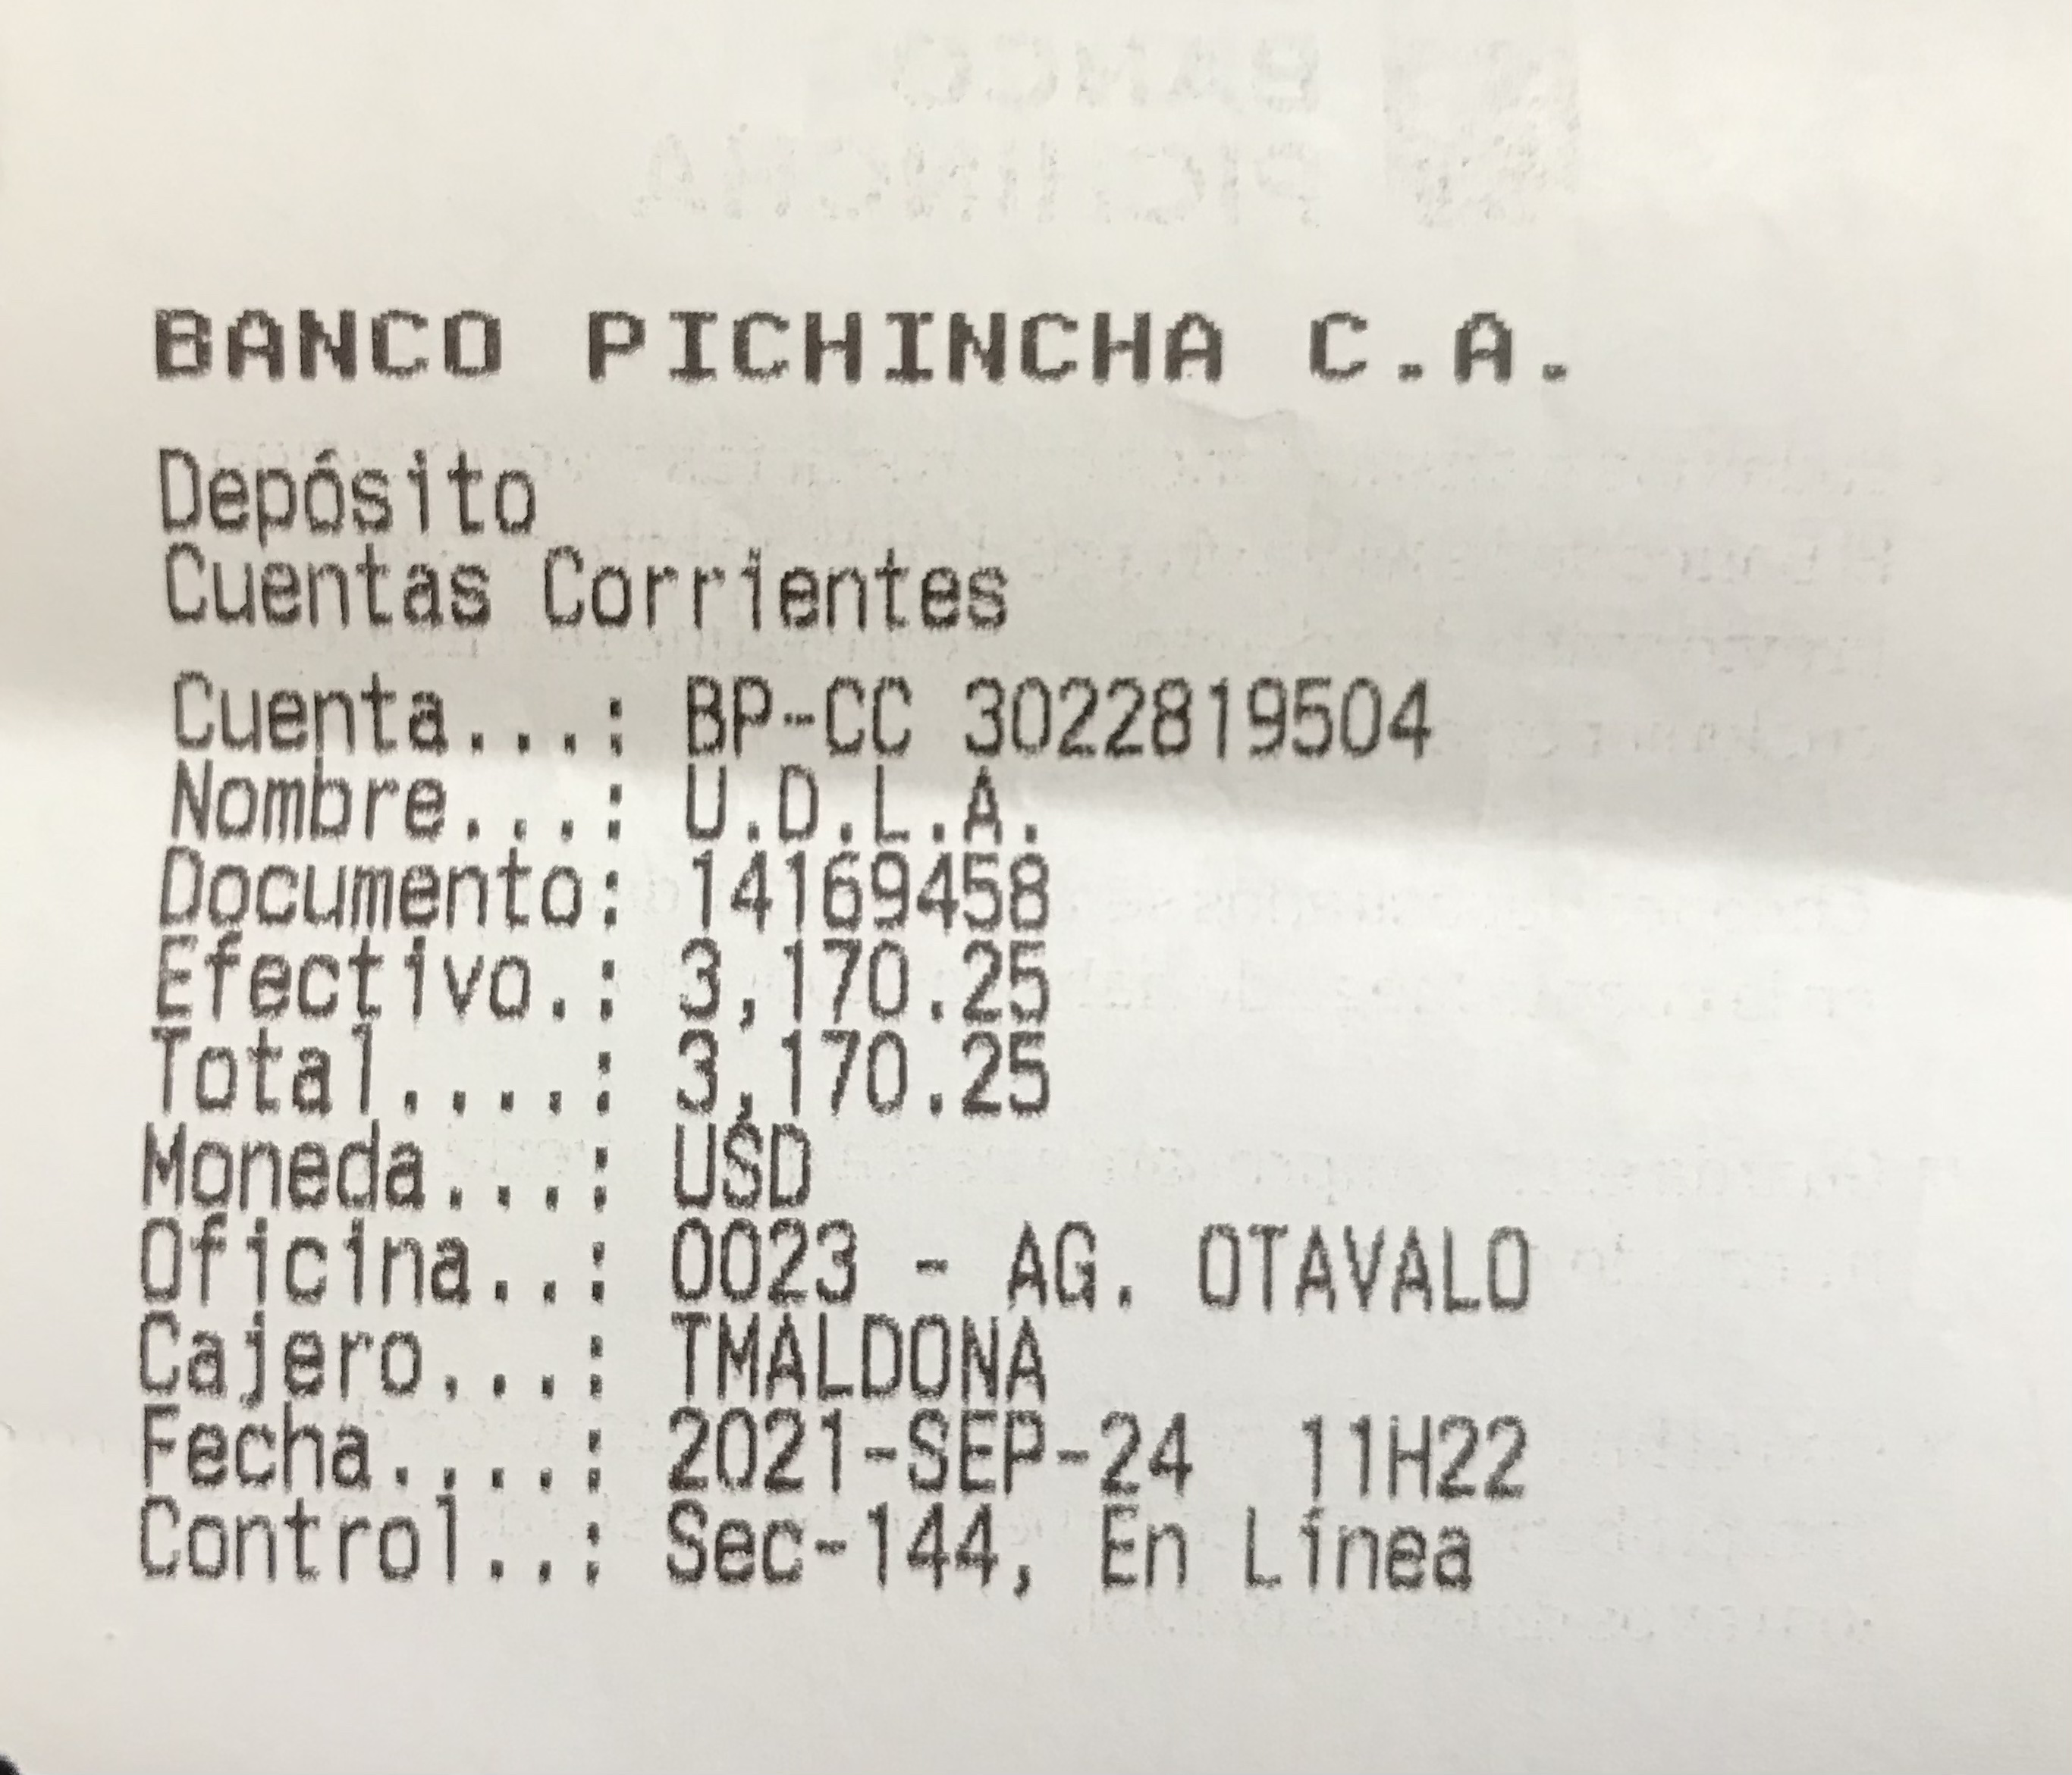 BANCO PICHINCHA C.A.
Depósito
Cuentas Corrientes
Cuenta...: BP-CC 3022819504
Nombre...: U.D.L.A.
Documento: 14169458
Efectivo.: 3,170.25
Total....: 3,170.25
Moneda...: USD
Oficina..: 0023 - AG. OTAVALO
Cajero...: TMALDONA
Fecha....: 2021-SEP-24 11H22
Control..: Sec-144, En Línea